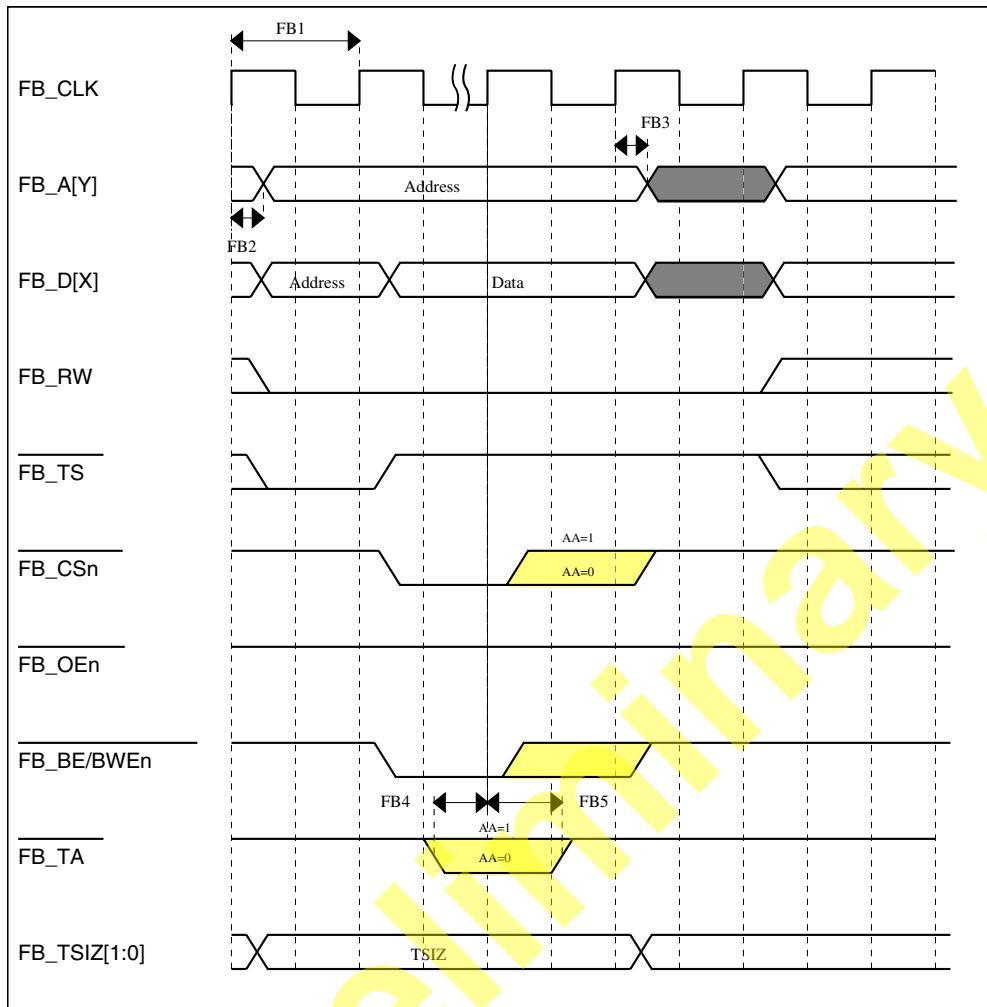 FB1
FB_CLK
FB3
FB_A[Y]
Address
FB2
FB_D[X]
Address
Data
FB_RW
FB_TS
FB_CSn
AA=1
AA=0
FB_OEn
FB_BE/BWEn
FB4
FB5
AA=1
FB_TA
AA=0
FB_TSIZ[1:0]
TSIZ
eliminary